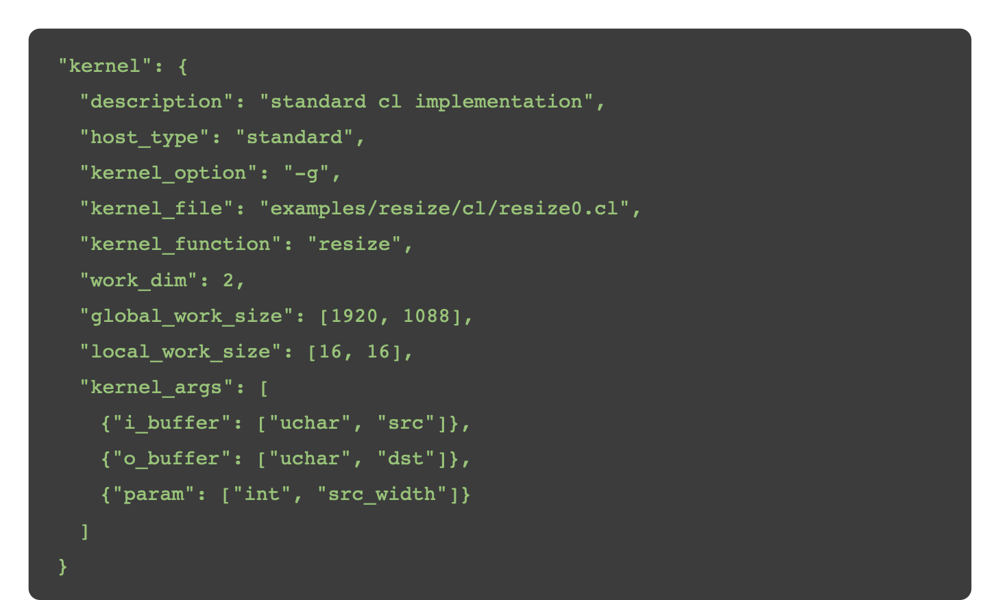 "kernel": {
"description": "standard cl implementation",
"host_type": "standard",
"kernel_option": "-g",
"kernel_file": "examples/resize/cl/resize0.cl",
"kernel_function": "resize",
"work_dim": 2,
"global_work_size": [1920, 1088],
"local_work_size": [16, 16],
"kernel_args": [
{"i_buffer": ["uchar", "src"]},
{"o_buffer": ["uchar", "dst"]},
{"param": ["int", "src_width"]}
]
}